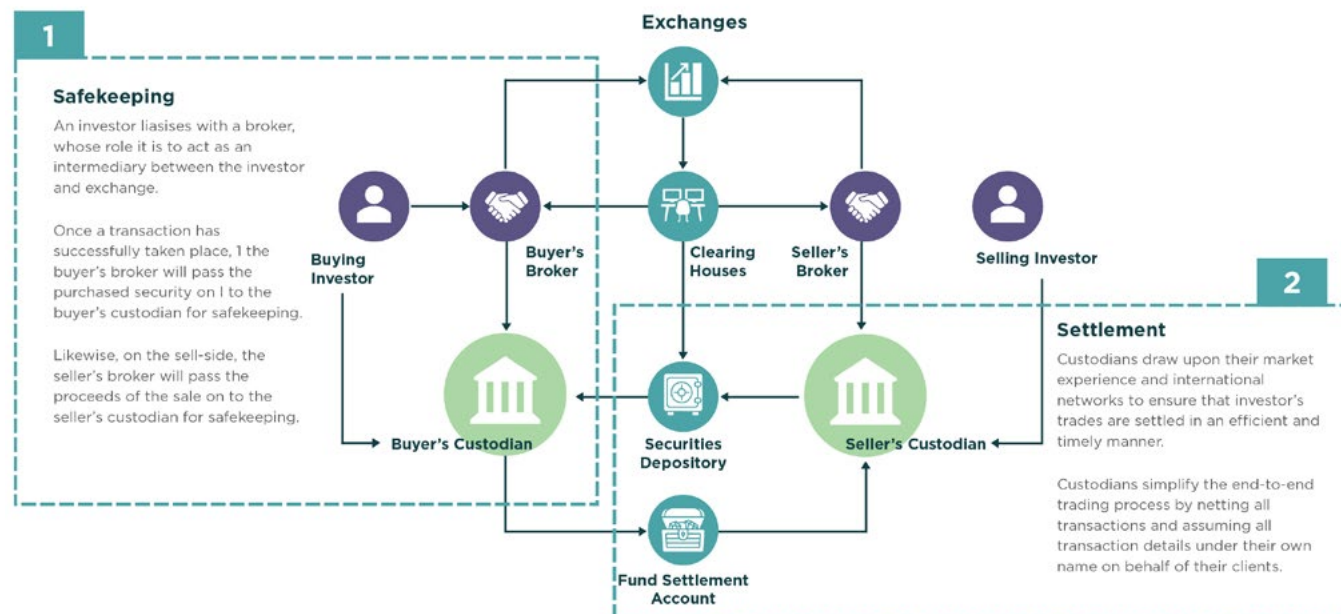 1
Safekeeping
An investor liasises with a broker,
whose role it is to act as an
intermediary between the investor
and exchange.
Once a transaction has
successfully taken place, 1 the
buyer's broker will pass the
purchased security on I to the
buyer's custodian for safekeeping.
Likewise, on the sell-side, the
seller's broker will pass the
proceeds of the sale on to the
seller's custodian for safekeeping.
Exchanges
Buying
Investor
Buyer's
Broker
Clearing
Houses
Seller's
Broker
Selling Investor
Buyer's Custodian
Securities
Depository
Seller's Custodian
Fund Settlement
Account
2
Settlement
Custodians draw upon their market
experience and international
networks to ensure that investor's
trades are settled in an efficient and
timely manner.
Custodians simplify the end-to-end
trading process by netting all
transactions and assuming all
transaction details under their own
name on behalf of their clients.